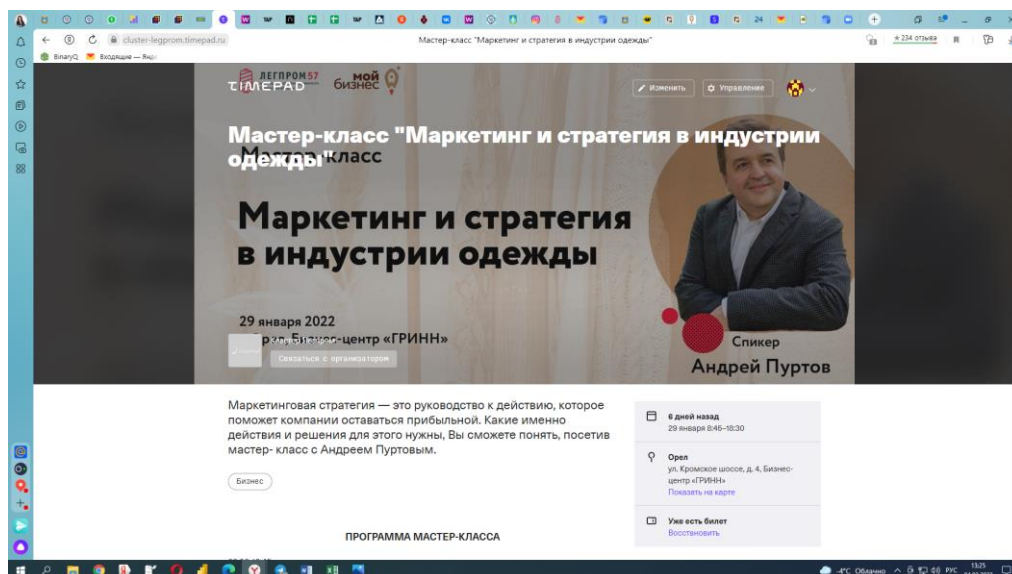 cluster-legprom.timepad.ru
Мастер-класс "Маркетинг и стратегия в индустрии одежды"
★ 234 отзыва
BinaryQ
Входящие — Янд
ЛЕГПРОМ57
TIMEPAD
мой бизнес
Изменить
Управление
Мастер-класс "Маркетинг и стратегия в индустрии
одежды"
Мастер-класс
Маркетинг и стратегия
в индустрии одежды
29 января 2022
Бизнес-центр «ГРИНН»
Связаться с организатором
Спикер
Андрей Пуртов
Маркетинговая стратегия — это руководство к действию, которое
поможет компании оставаться прибыльной. Какие именно
действия и решения для этого нужны, Вы сможете понять, посетив
мастер- класс с Андреем Пуртовым.
Бизнес
ПРОГРАММА МАСТЕР-КЛАССА
6 дней назад
29 января 8:45–18:30
Орел
ул. Кромское шоссе, д. 4, Бизнес-
центр «ГРИНН»
Показать на карте
Уже есть билет
Восстановить
-4°C Облачно
РУС
13:25